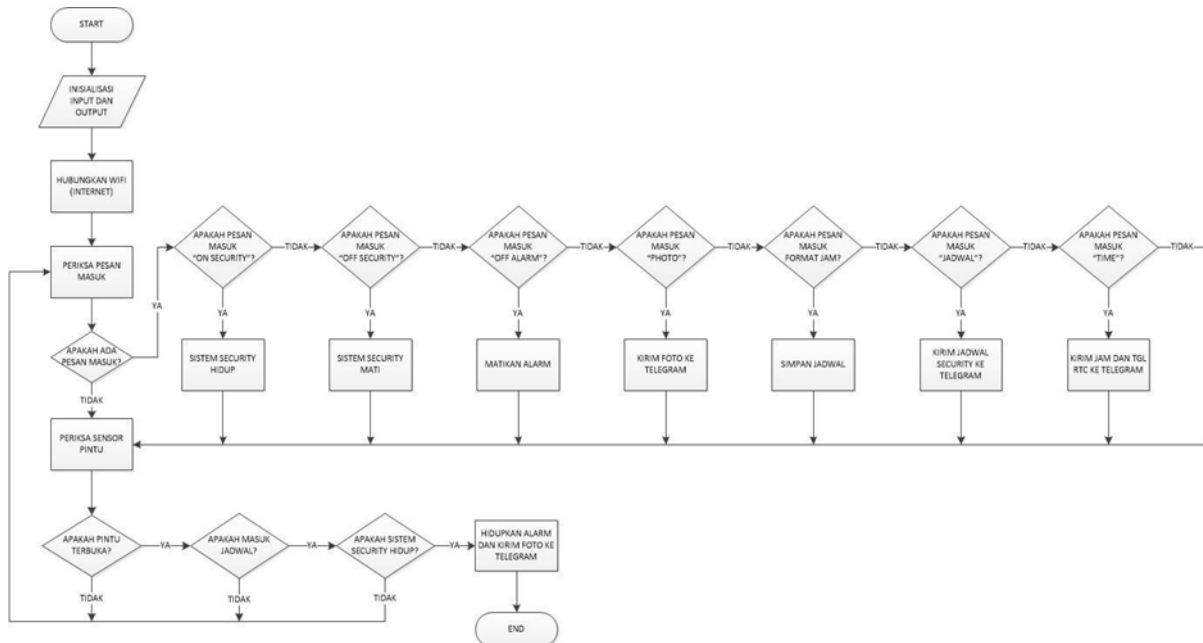 START
INISIALISASI
INPUT DAN
OUTPUT
HUBUNGKAN WIFI
(INTERNET)
PERIKSA PESAN
MASUK
APAKAH ADA
PESAN MASUK?
YA
TIDAK
APAKAH PESAN
MASUK
"ON SECURITY"?
TIDAK
YA
SISTEM SECURITY
HIDUP
APAKAH PESAN
MASUK
"OFF SECURITY"?
TIDAK
YA
SISTEM SECURITY
MATI
APAKAH PESAN
MASUK
"OFF ALARM"?
TIDAK
YA
MATIKAN ALARM
APAKAH PESAN
MASUK
"PHOTO"?
TIDAK
YA
KIRIM FOTO KE
TELEGRAM
APAKAH PESAN
MASUK
FORMAT JAM?
TIDAK
YA
SIMPAN JADWAL
APAKAH PESAN
MASUK
"JADWAL"?
TIDAK
YA
KIRIM JADWAL
SECURITY KE
TELEGRAM
APAKAH PESAN
MASUK
"TIME"?
TIDAK
YA
KIRIM JAM DAN TGL
RTC KE TELEGRAM
PERIKSA SENSOR
PINTU
APAKAH PINTU
TERBUKA?
YA
TIDAK
APAKAH MASUK
JADWAL?
YA
TIDAK
APAKAH SISTEM
SECURITY HIDUP?
YA
TIDAK
HIDUPKAN ALARM
DAN KIRIM FOTO KE
TELEGRAM
END